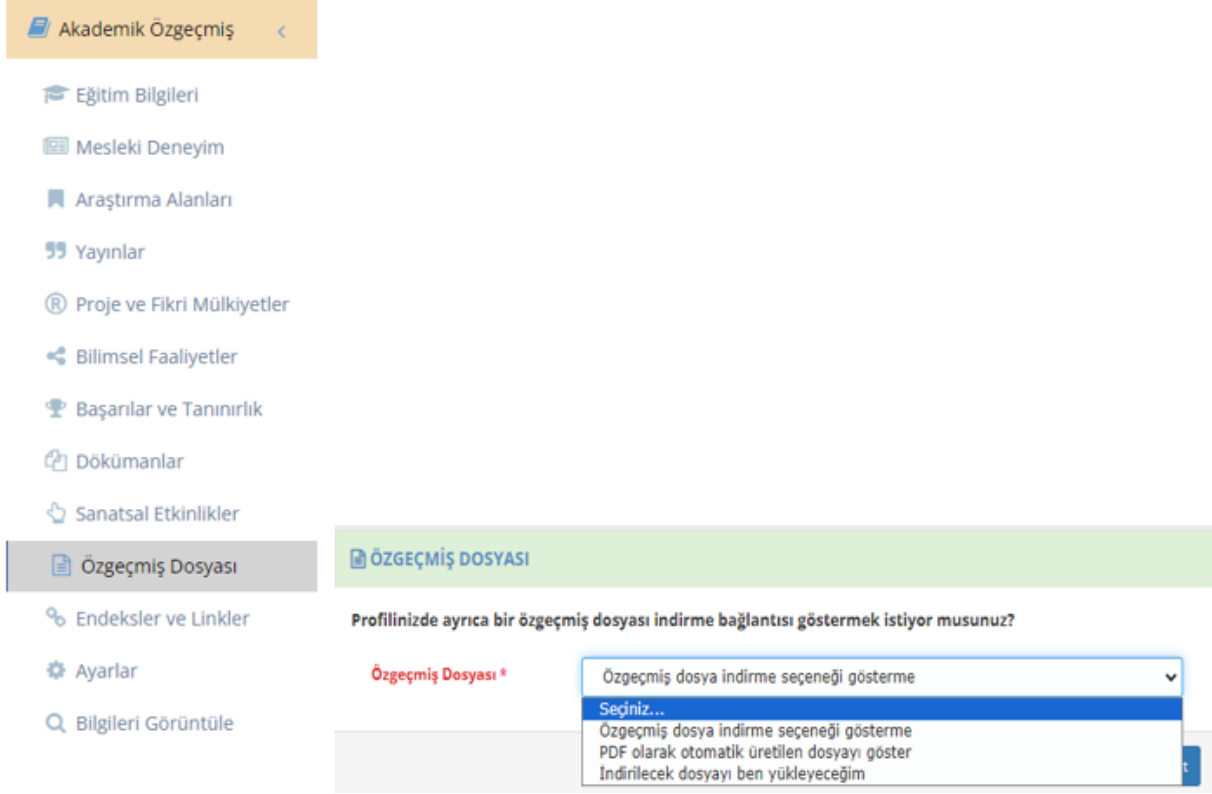 Akademik Özgeçmiş
Eğitim Bilgileri
Mesleki Deneyim
Araştırma Alanları
Yayınlar
Proje ve Fikri Mülkiyetler
Bilimsel Faaliyetler
Başarılar ve Tanınırlık
Dökümanlar
Sanatsal Etkinlikler
Özgeçmiş Dosyası
Endeksler ve Linkler
Ayarlar
Bilgileri Görüntüle
ÖZGEÇMİŞ DOSYASI
Profilinizde ayrıca bir özgeçmiş dosyası indirme bağlantısı göstermek istiyor musunuz?
Özgeçmiş Dosyası *
Özgeçmiş dosya indirme seçeneği gösterme
Seçiniz...
Özgeçmiş dosya indirme seçeneği gösterme
PDF olarak otomatik üretilen dosyayı göster
İndirilecek dosyayı ben yükleyeceğim